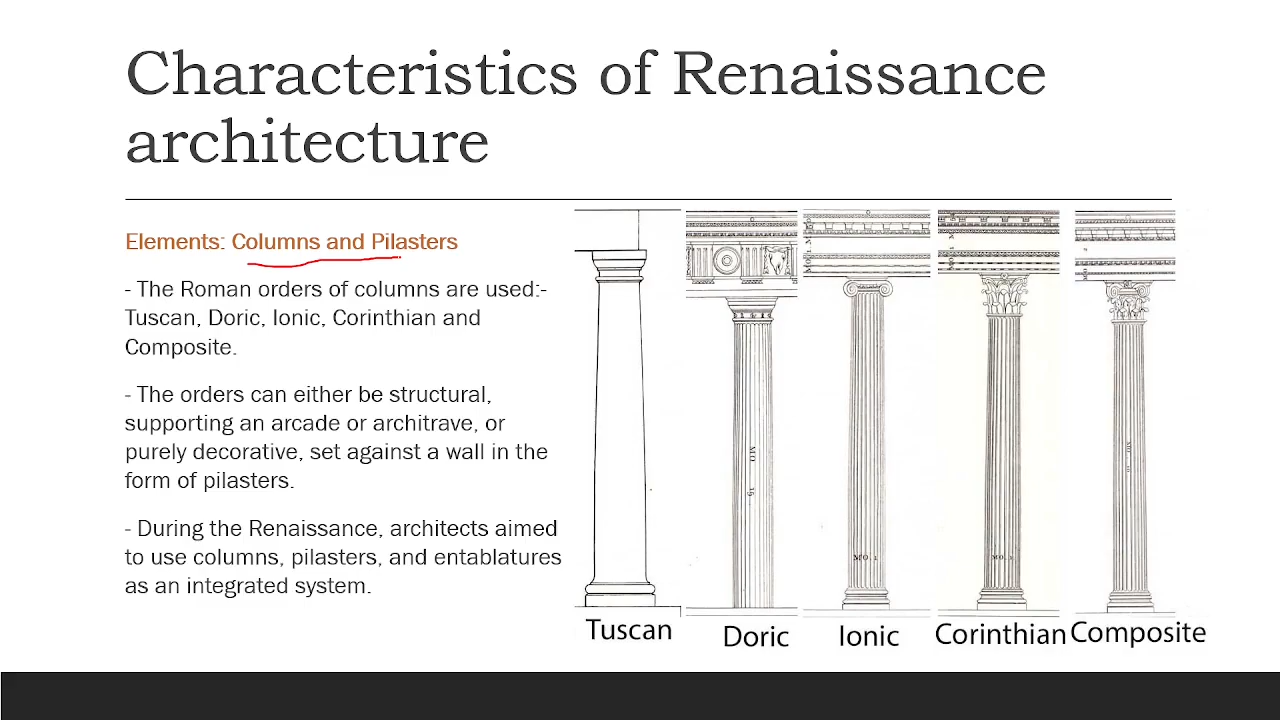 Characteristics of Renaissance
architecture
Elements: Columns and Pilasters
- The Roman orders of columns are used:-
Tuscan, Doric, Ionic, Corinthian and
Composite.
- The orders can either be structural,
supporting an arcade or architrave, or
purely decorative, set against a wall in the
form of pilasters.
- During the Renaissance, architects aimed
to use columns, pilasters, and entablatures
as an integrated system.
Tuscan
Doric
Ionic
Corinthian
Composite